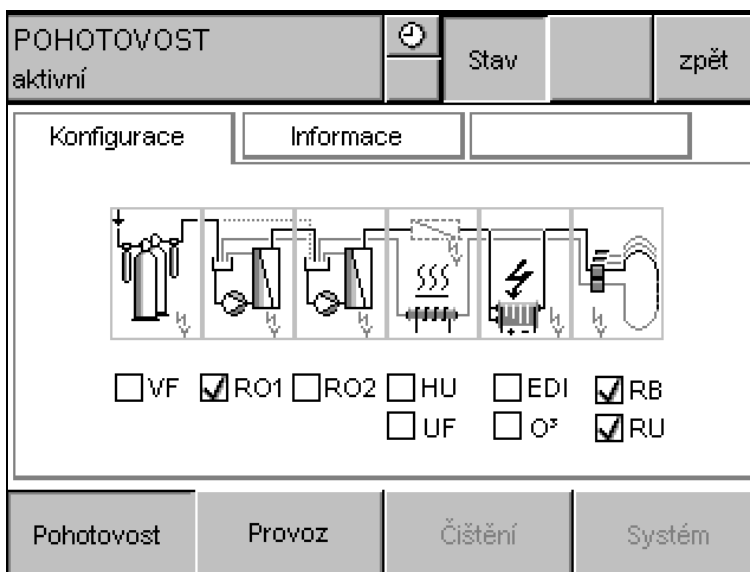 POHOTOVOST
aktivní
Stav
zpět
Konfigurace
Informace
VF RO1 RO2 HU EDI RB
UF O³ RU
Pohotovost
Provoz
Čištění
Systém